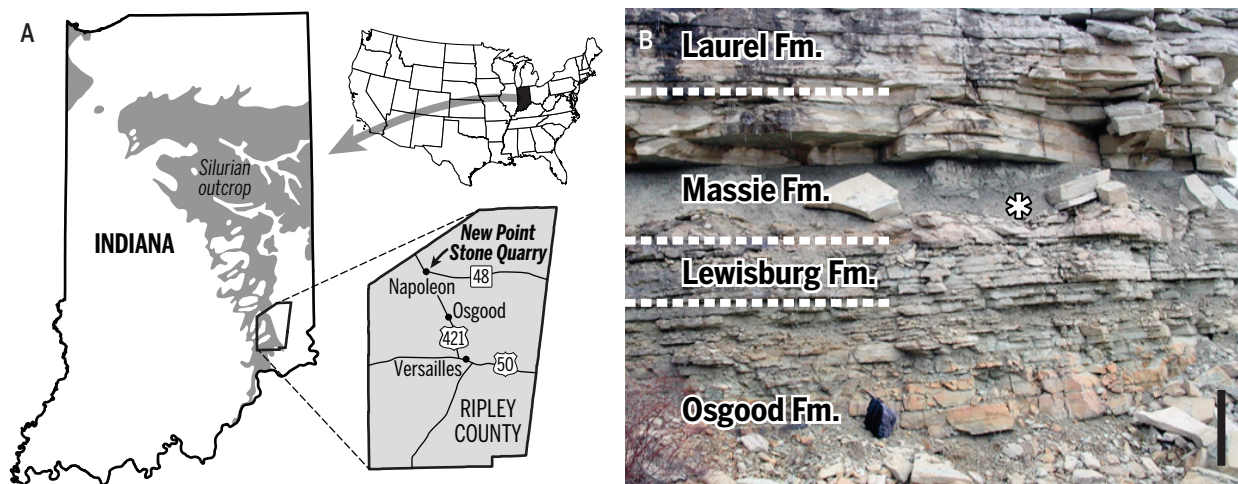 A
Silurian
outcrop
INDIANA
New Point
Stone Quarry
48
Napoleon
Osgood
421
Versailles
50
RIPLEY
COUNTY
B
Laurel Fm.
Massie Fm.
*
Lewisburg Fm.
Osgood Fm.